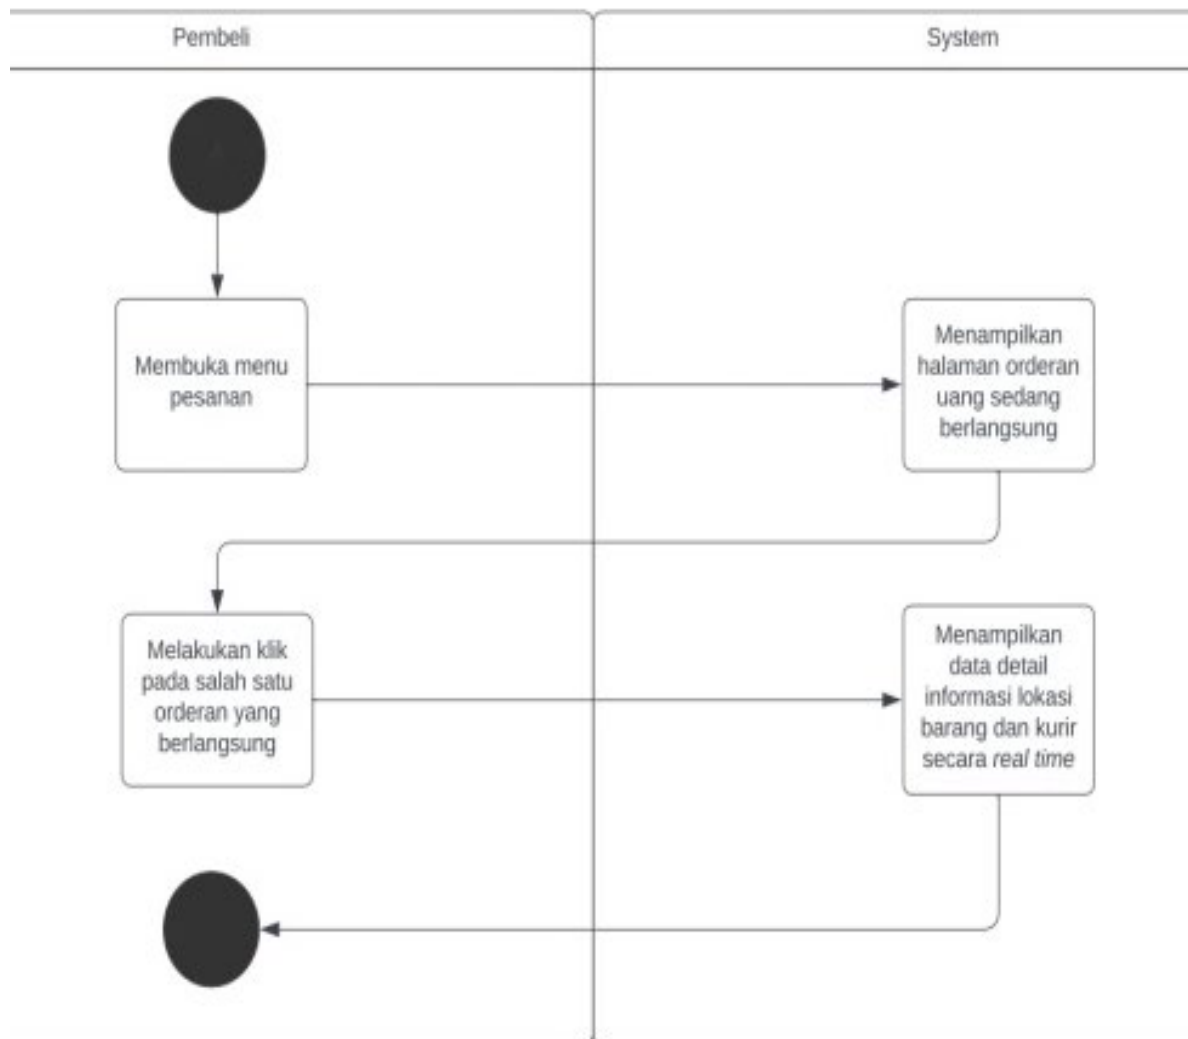 Pembeli
System
Membuka menu
pesanan
Menampilkan
halaman orderan
uang sedang
berlangsung
Melakukan klik
pada salah satu
orderan yang
berlangsung
Menampilkan
data detail
informasi lokasi
barang dan kurir
secara real time